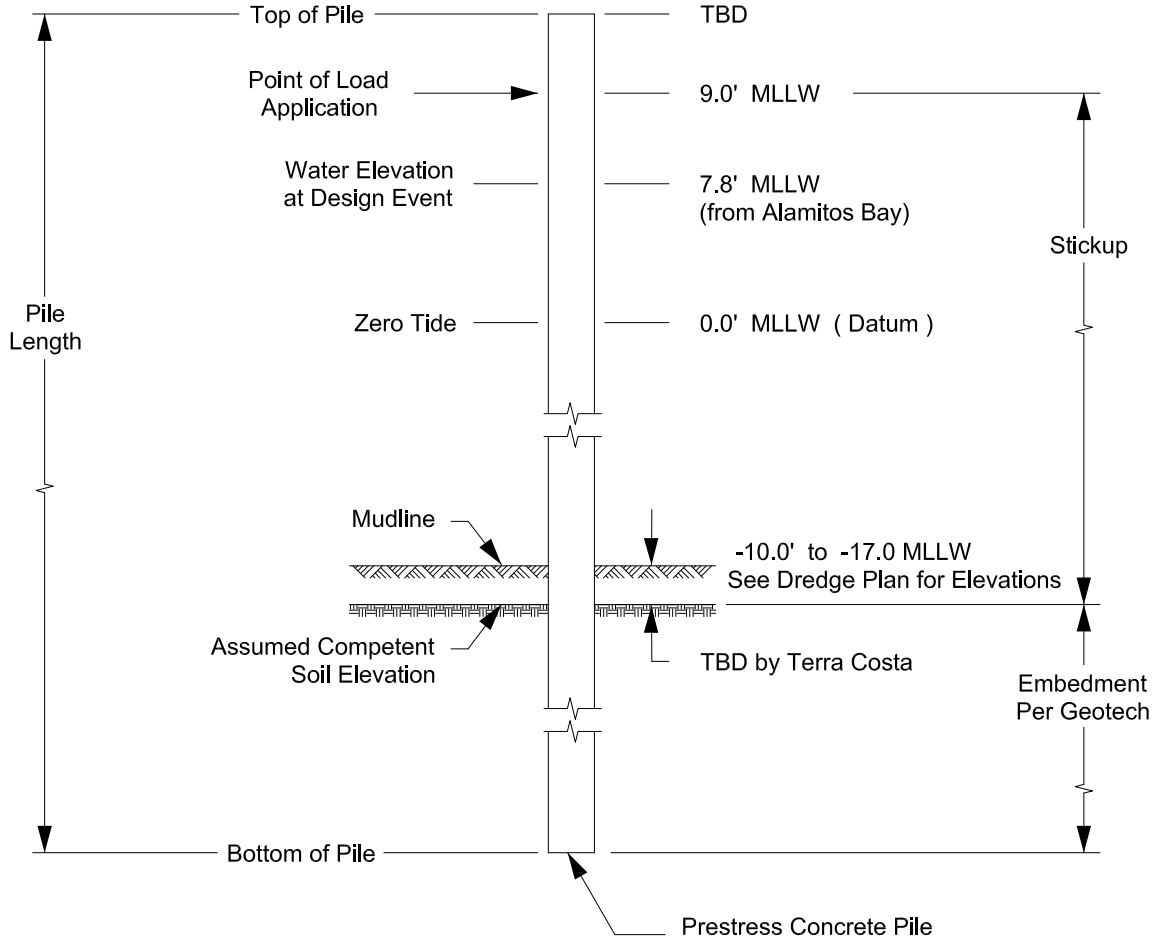 Top of Pile
TBD
Point of Load
Application
9.0' MLLW
Water Elevation
at Design Event
7.8' MLLW
(from Alamitos Bay)
Stickup
Pile
Length
Zero Tide
0.0' MLLW ( Datum )
Mudline
-10.0' to -17.0 MLLW
See Dredge Plan for Elevations
Assumed Competent
Soil Elevation
TBD by Terra Costa
Embedment
Per Geotech
Bottom of Pile
Prestress Concrete Pile